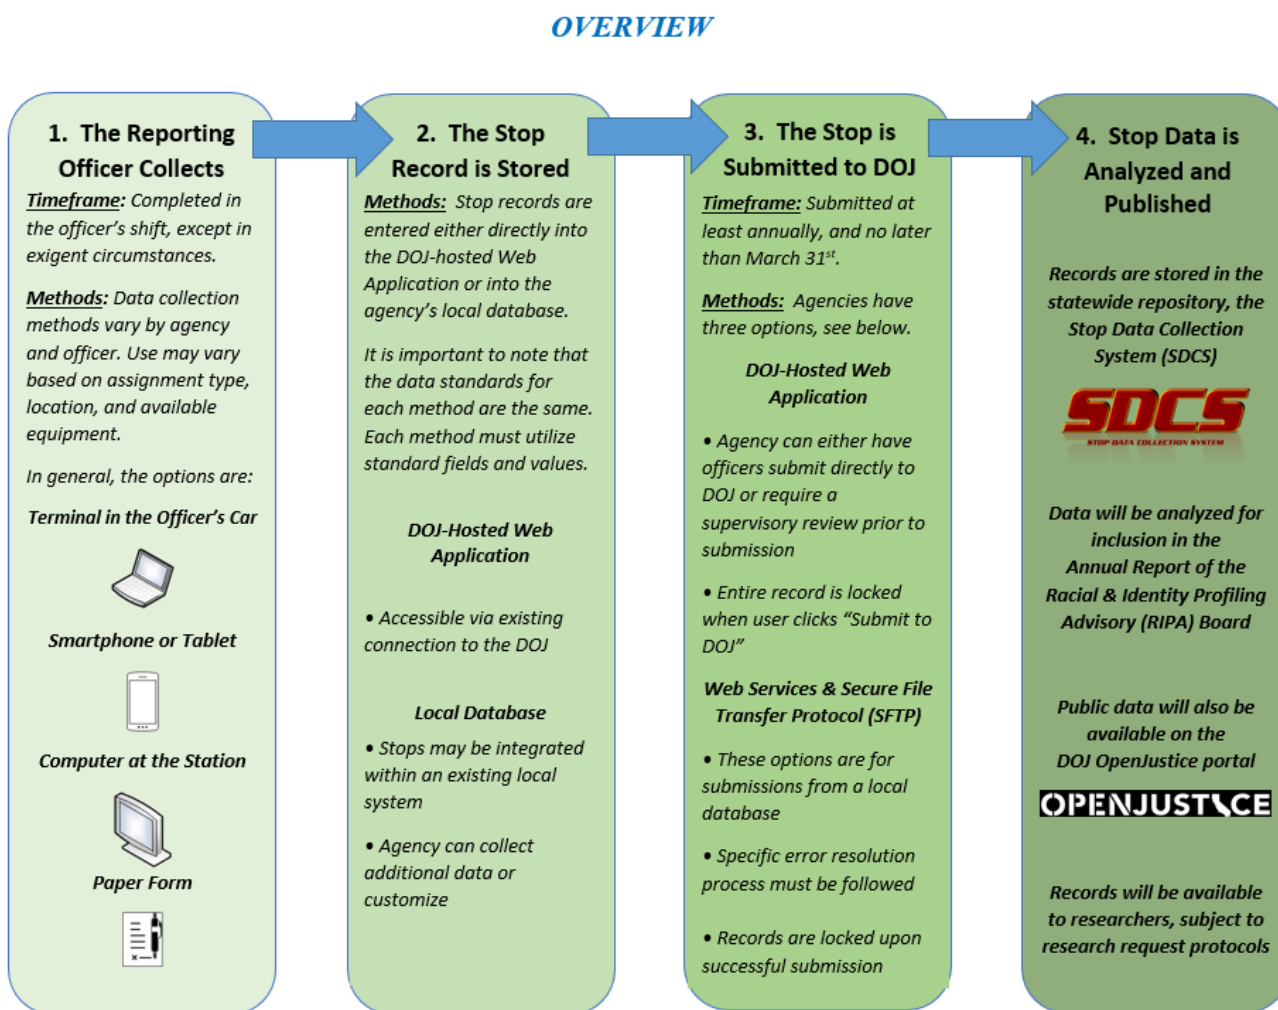 OVERVIEW
1. The Reporting
Officer Collects
Timeframe: Completed in
the officer's shift, except in
exigent circumstances.
Methods: Data collection
methods vary by agency
and officer. Use may vary
based on assignment type,
location, and available
equipment.
In general, the options are:
Terminal in the Officer's Car
Smartphone or Tablet
Computer at the Station
Paper Form
2. The Stop
Record is Stored
Methods: Stop records are
entered either directly into
the DOJ-hosted Web
Application or into the
agency's local database.
It is important to note that
the data standards for
each method are the same.
Each method must utilize
standard fields and values.
DOJ-Hosted Web
Application
• Accessible via existing
connection to the DOJ
Local Database
• Stops may be integrated
within an existing local
system
• Agency can collect
additional data or
customize
3. The Stop is
Submitted to DOJ
Timeframe: Submitted at
least annually, and no later
than March 31st.
Methods: Agencies have
three options, see below.
DOJ-Hosted Web
Application
• Agency can either have
officers submit directly to
DOJ or require a
supervisory review prior to
submission
• Entire record is locked
when user clicks "Submit to
DOJ"
Web Services & Secure File
Transfer Protocol (SFTP)
• These options are for
submissions from a local
database
• Specific error resolution
process must be followed
• Records are locked upon
successful submission
4. Stop Data is
Analyzed and
Published
Records are stored in the
statewide repository, the
Stop Data Collection
System (SDCS)
SDCS
STOP DATA COLLECTION SYSTEM
Data will be analyzed for
inclusion in the
Annual Report of the
Racial & Identity Profiling
Advisory (RIPA) Board
Public data will also be
available on the
DOJ OpenJustice portal
OPENJUSTICE
Records will be available
to researchers, subject to
research request protocols